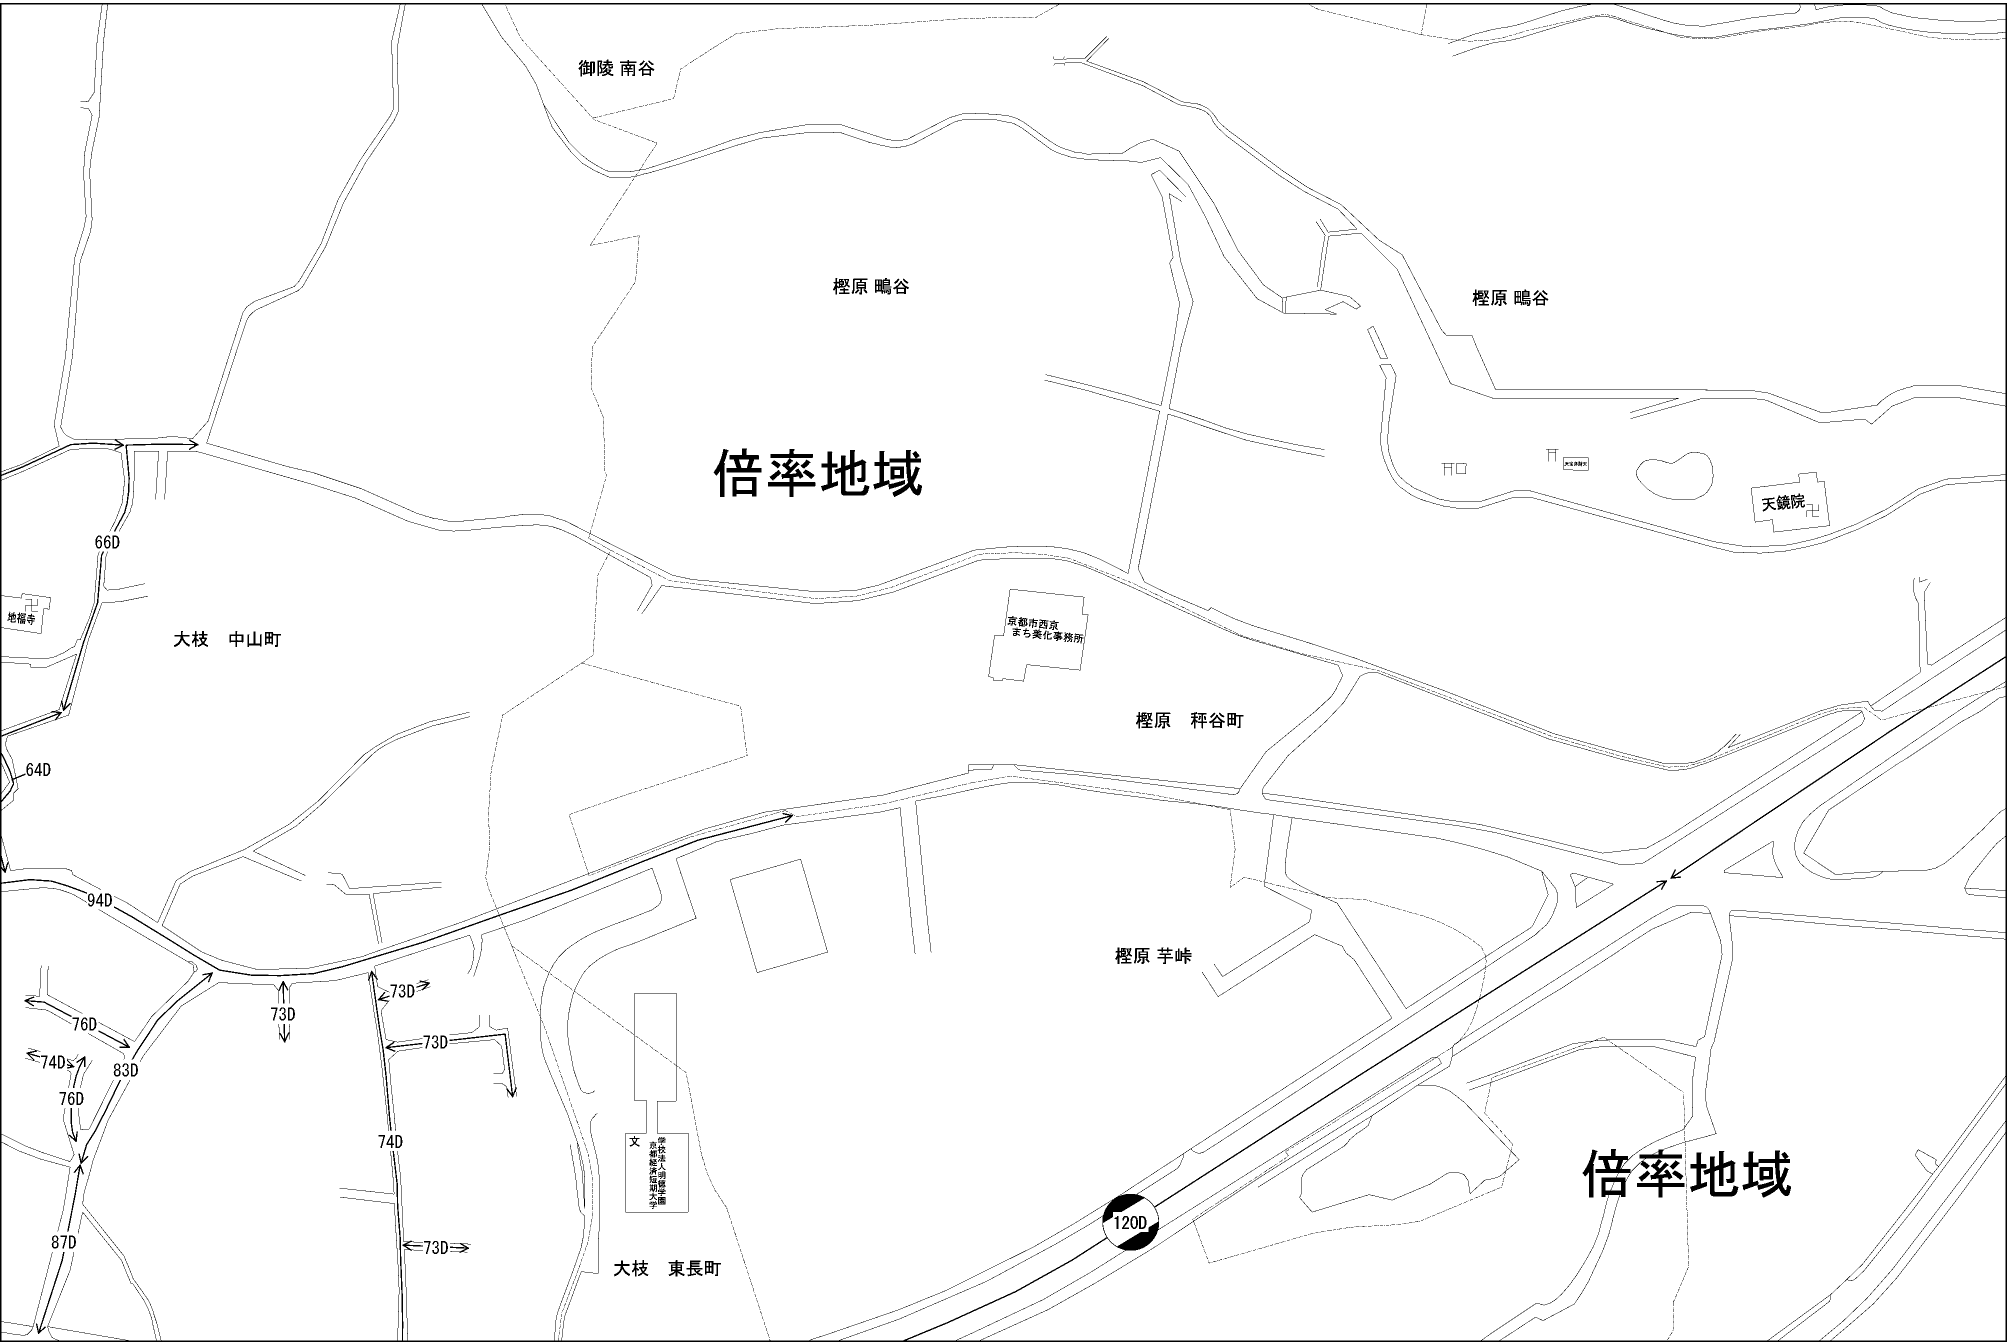 御陵 南谷
樫原 鴫谷
樫原 鴫谷
倍率地域
天鏡院
66D
地福寺
大枝　中山町
京都市西京
まち美化事務所
樫原　秤谷町
64D
94D
樫原 芋峠
73D
73D
76D
73D
74D
83D
76D
74D
文
学校法人明徳学園
京都経済短期大学
倍率地域
120D
87D
73D
大枝　東長町